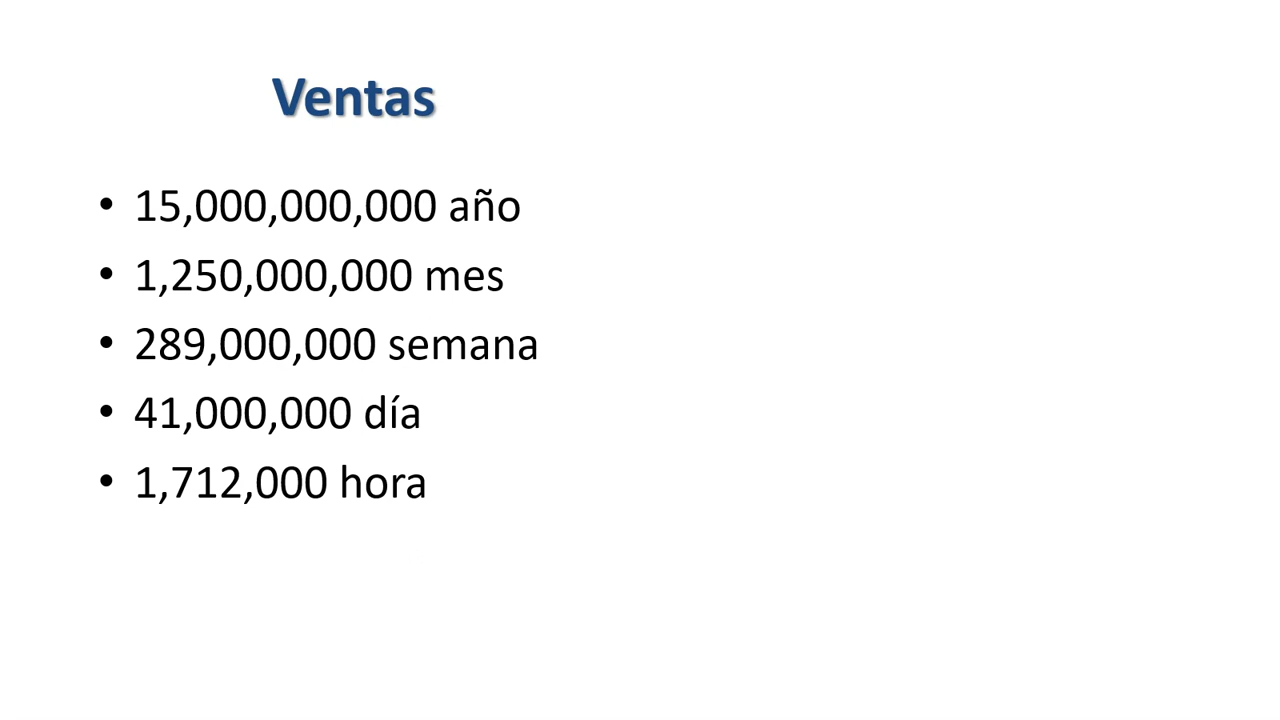 Ventas
• 15,000,000,000 año
• 1,250,000,000 mes
• 289,000,000 semana
• 41,000,000 día
• 1,712,000 hora